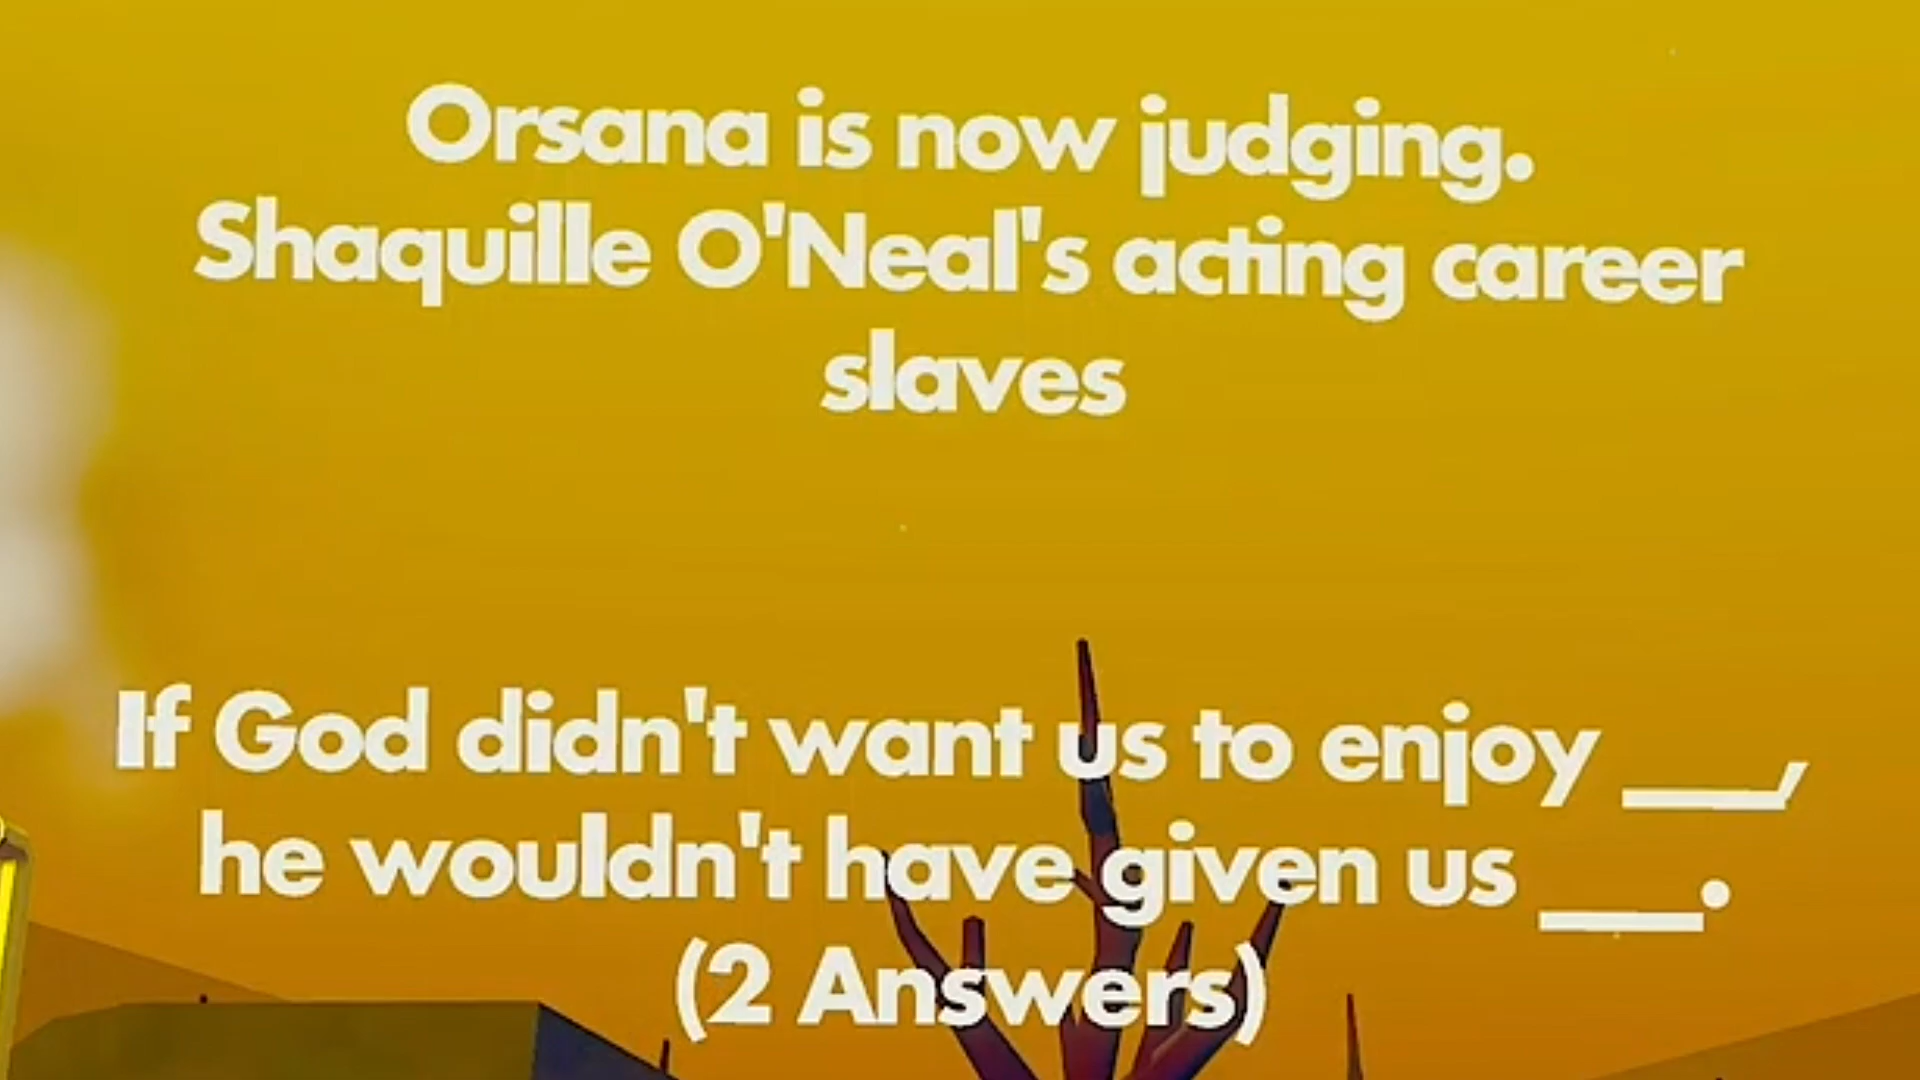 Orsana is now judging.
Shaquille O'Neal's acting career
slaves
If God didn't want us to enjoy ___,
he wouldn't have given us ___.
(2 Answers)